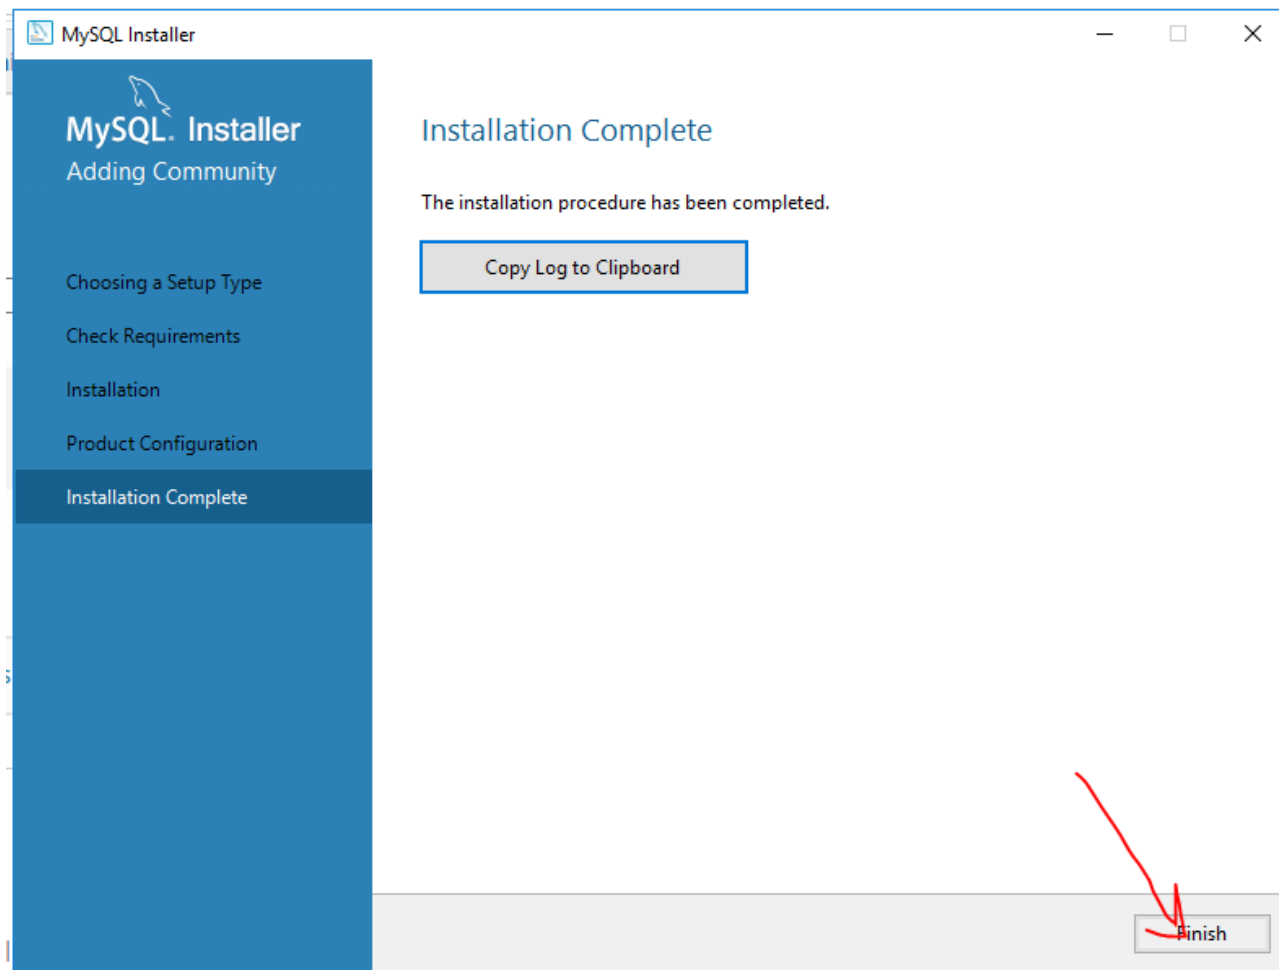 MySQL Installer
MySQL. Installer
Adding Community
Choosing a Setup Type
Check Requirements
Installation
Product Configuration
Installation Complete
Installation Complete
The installation procedure has been completed.
Copy Log to Clipboard
Finish